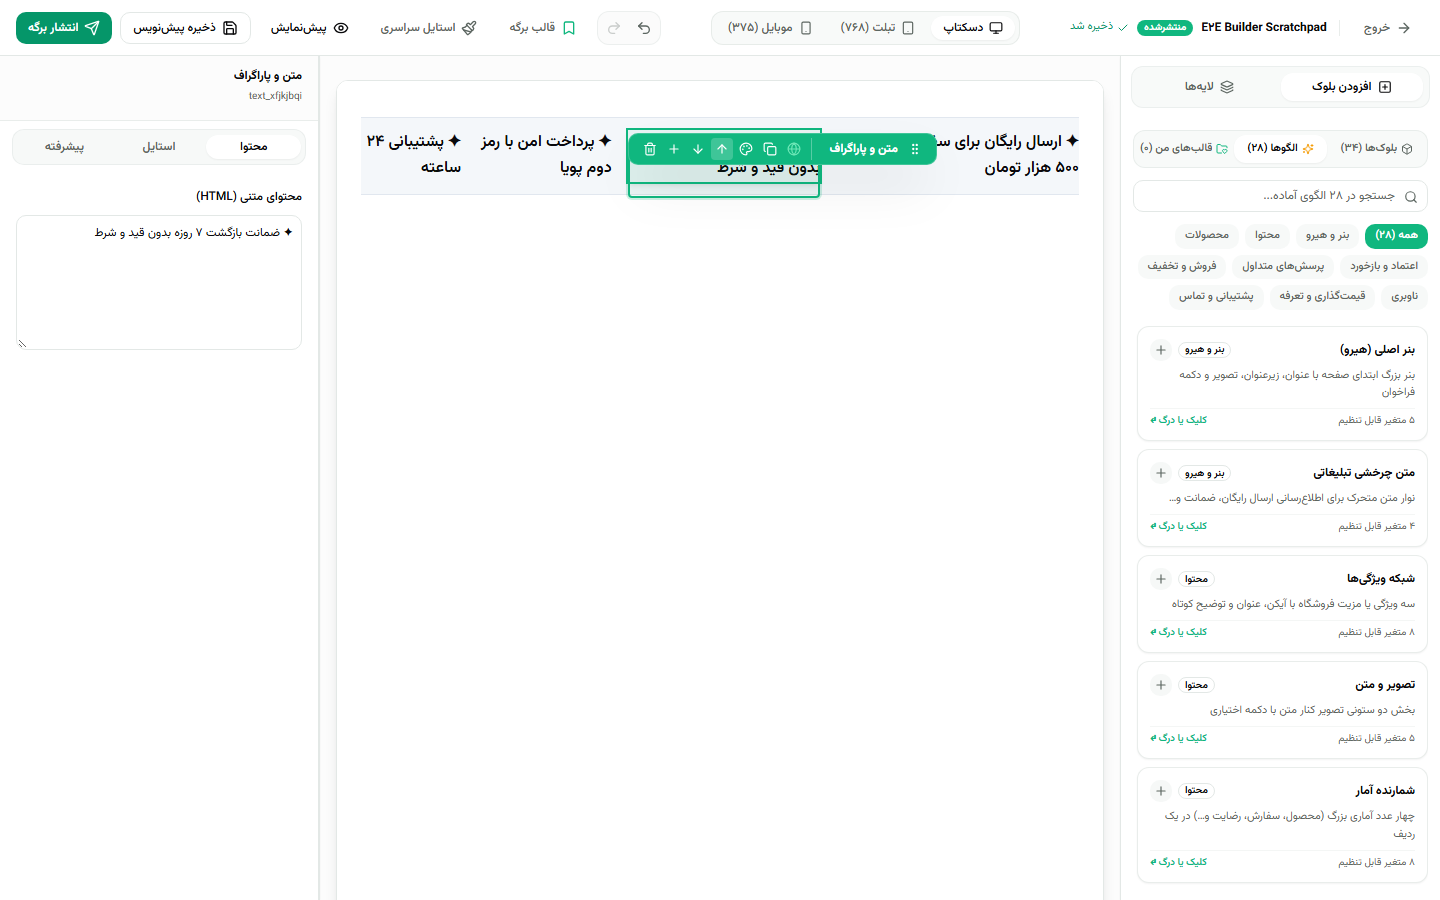 خروج
E2E Builder Scratchpad
منتشرشده
ذخیره شد
دسکتاپ
تبلت (۷۶۸)
موبایل (۳۷۵)
قالب برگه
استایل سراسری
پیش‌نمایش
ذخیره پیش‌نویس
انتشار برگه
افزودن بلوک
لایه‌ها
بلوک‌ها (۳۴)
الگوها (۲۸)
قالب‌های من (۰)
جستجو در ۲۸ الگوی آماده...
همه (۲۸)
بنر و هیرو
محتوا
محصولات
اعتماد و بازخورد
پرسش‌های متداول
فروش و تخفیف
ناوبری
قیمت‌گذاری و تعرفه
پشتیبانی و تماس
بنر اصلی (هیرو)
بنر و هیرو
بنر بزرگ ابتدای صفحه با عنوان، زیرعنوان، تصویر و دکمه
فراخوان
۵ متغیر قابل تنظیم
کلیک یا درگ
متن چرخشی تبلیغاتی
بنر و هیرو
نوار متن متحرک برای اطلاع‌رسانی ارسال رایگان، ضمانت و...
۴ متغیر قابل تنظیم
کلیک یا درگ
شبکه ویژگی‌ها
محتوا
سه ویژگی یا مزیت فروشگاه با آیکن، عنوان و توضیح کوتاه
۸ متغیر قابل تنظیم
کلیک یا درگ
تصویر و متن
محتوا
بخش دو ستونی تصویر کنار متن با دکمه اختیاری
۵ متغیر قابل تنظیم
کلیک یا درگ
شمارنده آمار
محتوا
چهار عدد آماری بزرگ (محصول، سفارش، رضایت و...) در یک
ردیف
۸ متغیر قابل تنظیم
کلیک یا درگ
✦ ارسال رایگان برای
۵۰۰ هزار تومان
متن و پاراگراف
بدون قید و شرط
✦ پرداخت امن با رمز
دوم پویا
✦ پشتیبانی ۲۴
ساعته
متن و پاراگراف
text_xfjkjbqi
محتوا
استایل
پیشرفته
محتوای متنی (HTML)
✦ ضمانت بازگشت ۷ روزه بدون قید و شرط